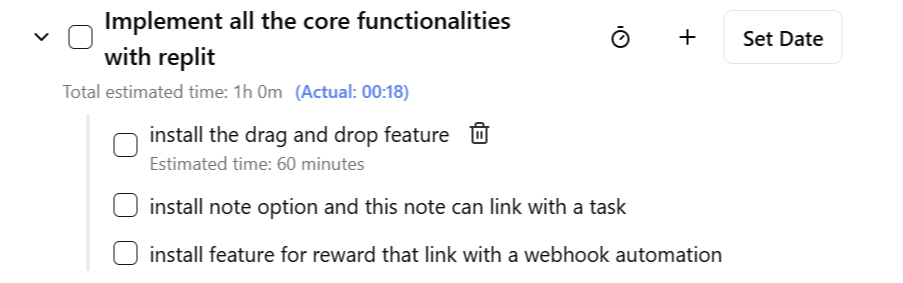 Implement all the core functionalities
with replit
Set Date
Total estimated time: 1h 0m (Actual: 00:18)
install the drag and drop feature
Estimated time: 60 minutes
install note option and this note can link with a task
install feature for reward that link with a webhook automation